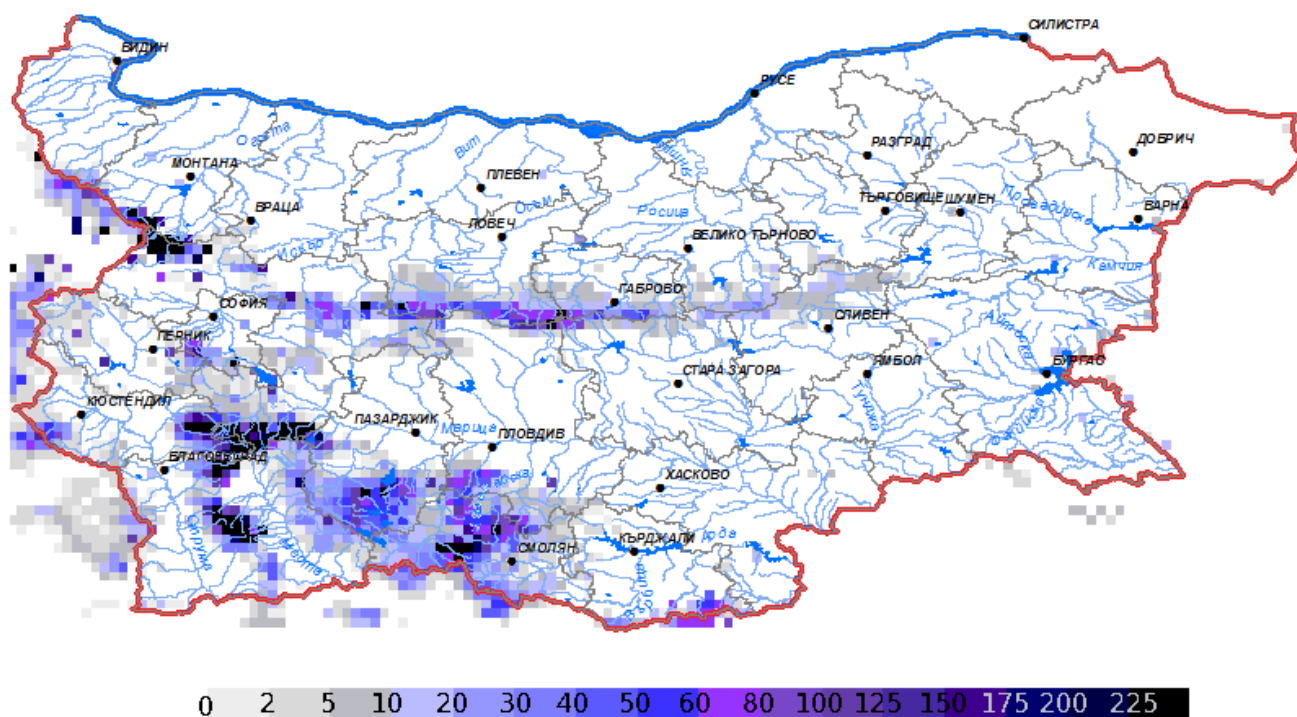 СИЛИСТРА
ВИДИН
РУСЕ
Огоста
РАЗГРАД
ДОБРИЧ
Вит
МОНТАНА
ПЛЕВЕН
Осъм
ВРАЦА
ЛОВЕЧ
Росица
ТЪРГОВИЩЕ
ШУМЕН
ВАРНА
ВЕЛИКО ТЪРНОВО
Искър
Камчия
ГАБРОВО
СОФИЯ
СЛИВЕН
ПЕРНИК
Айтоска
ЯМБОЛ
БУРГАС
СТАРА ЗАГОРА
Тунджа
КЮСТЕНДИЛ
ПАЗАРДЖИК
Марица
ПЛОВДИВ
БЛАГОЕВГРАД
ХАСКОВО
Струма
Места
СМОЛЯН
КЪРДЖАЛИ
0 2 5 10 20 30 40 50 60 80 100 125 150 175 200 225